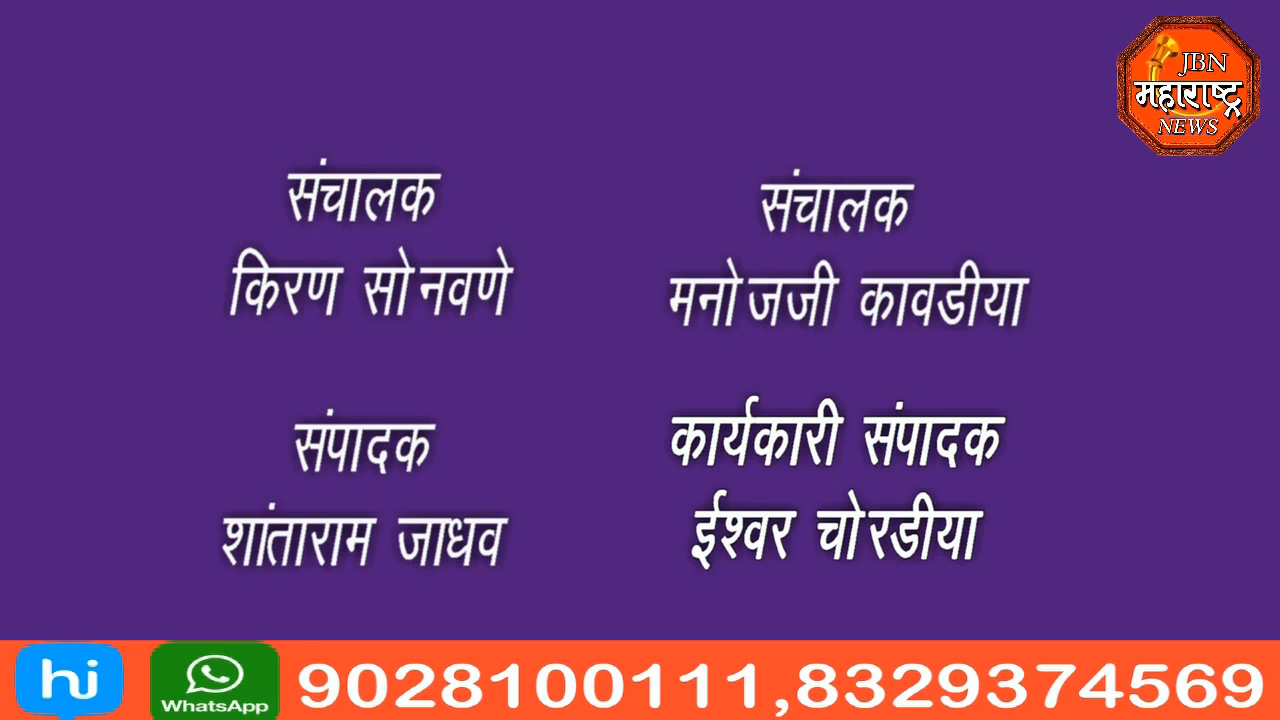 JBN
महाराष्ट्र
NEWS
संचालक
किरण सोनवणे
संचालक
मनोजजी कावडीया
संपादक
शांताराम जाधव
कार्यकारी संपादक
ईश्वर चोरडीया
hi
WhatsApp
9028100111,8329374569